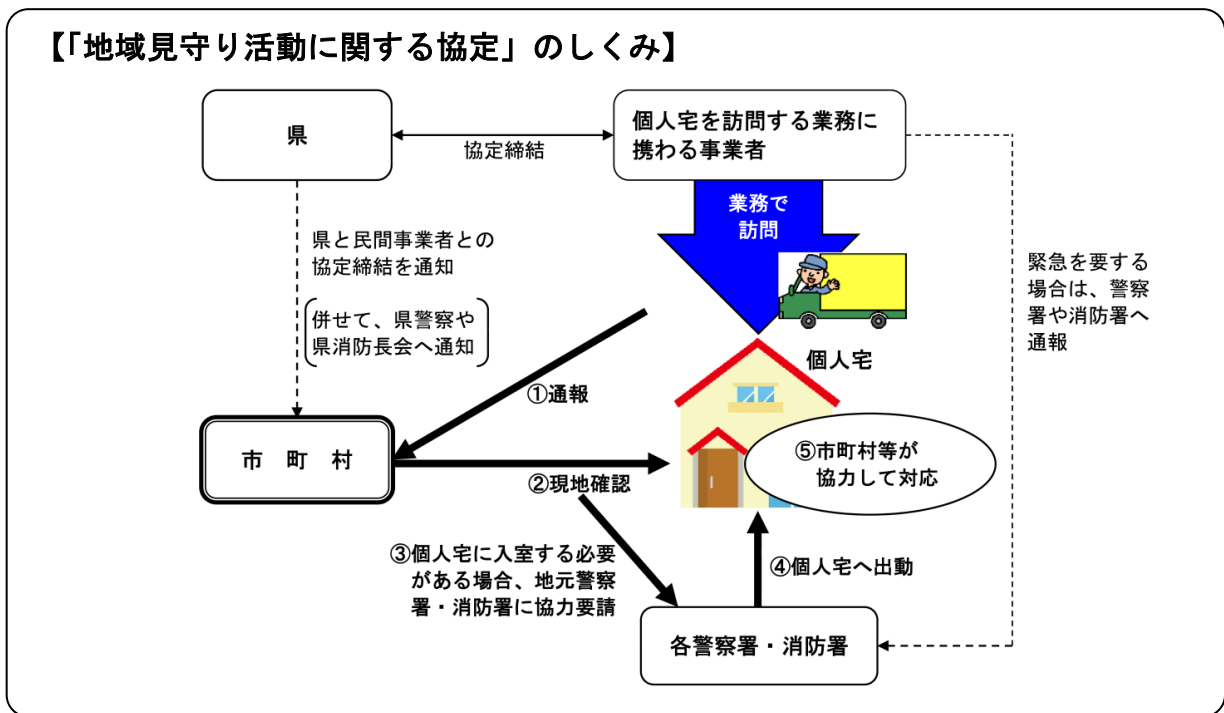 【「地域見守り活動に関する協定」のしくみ】
県
協定締結
個人宅を訪問する業務に
携わる事業者
業務で
訪問
県と民間事業者との
協定締結を通知
併せて、県警察や
県消防長会へ通知
緊急を要する
場合は、警察
署や消防署へ
通報
個人宅
①通報
市 町 村
②現地確認
⑤市町村等が
協力して対応
③個人宅に入室する必要
がある場合、地元警察
署・消防署に協力要請
④個人宅へ出動
各警察署・消防署